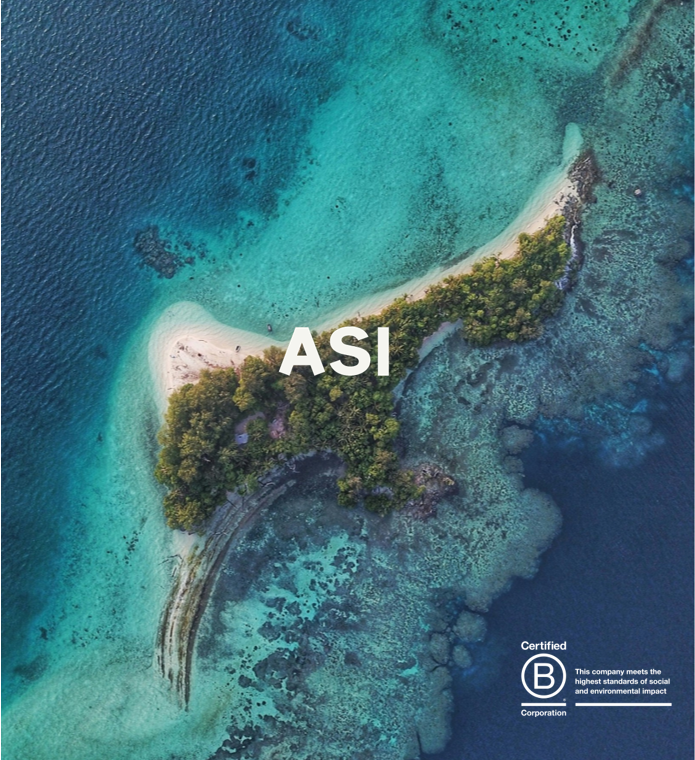 ASI
Certified
B
This company meets the
highest standards of social
and environmental impact
Corporation